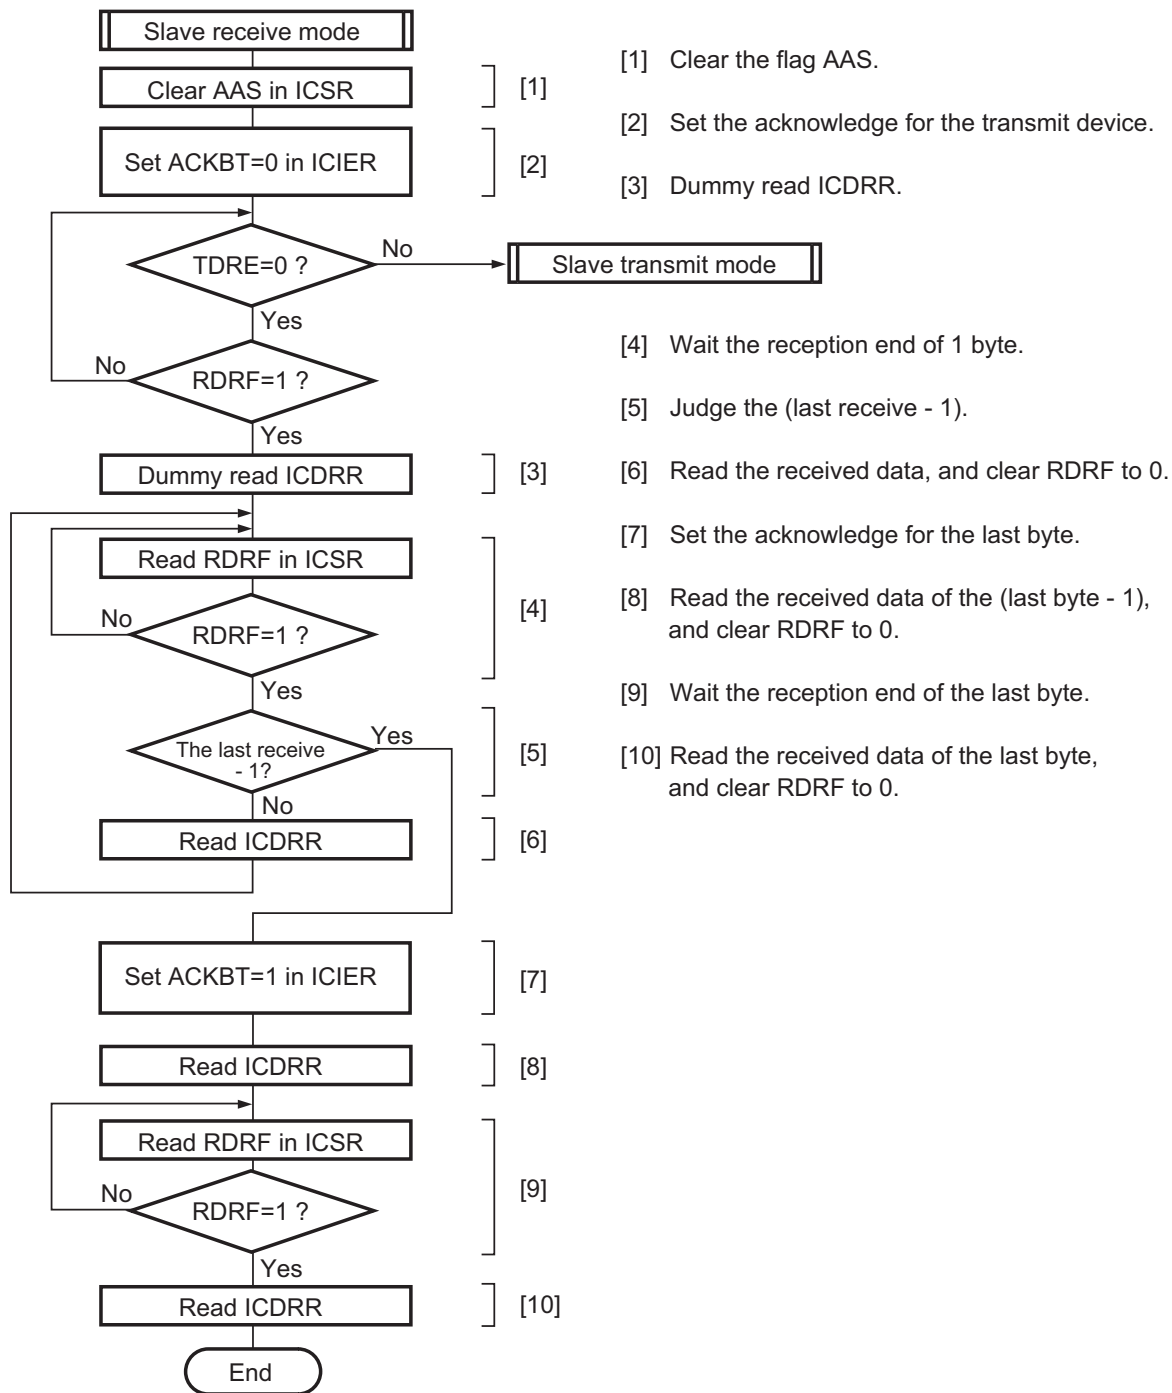 Slave receive mode
Clear AAS in ICSR
[1]
Set ACKBT=0 in ICIER
[2]
TDRE=0 ?
No
Slave transmit mode
Yes
No
RDRF=1 ?
Yes
Dummy read ICDRR
[3]
Read RDRF in ICSR
No
RDRF=1 ?
[4]
Yes
The last receive
- 1?
Yes
[5]
No
Read ICDRR
[6]
Set ACKBT=1 in ICIER
[7]
Read ICDRR
[8]
Read RDRF in ICSR
No
RDRF=1 ?
[9]
Yes
Read ICDRR
[10]
End
[1] Clear the flag AAS.
[2] Set the acknowledge for the transmit device.
[3] Dummy read ICDRR.
[4] Wait the reception end of 1 byte.
[5] Judge the (last receive - 1).
[6] Read the received data, and clear RDRF to 0.
[7] Set the acknowledge for the last byte.
[8] Read the received data of the (last byte - 1),
and clear RDRF to 0.
[9] Wait the reception end of the last byte.
[10] Read the received data of the last byte,
and clear RDRF to 0.